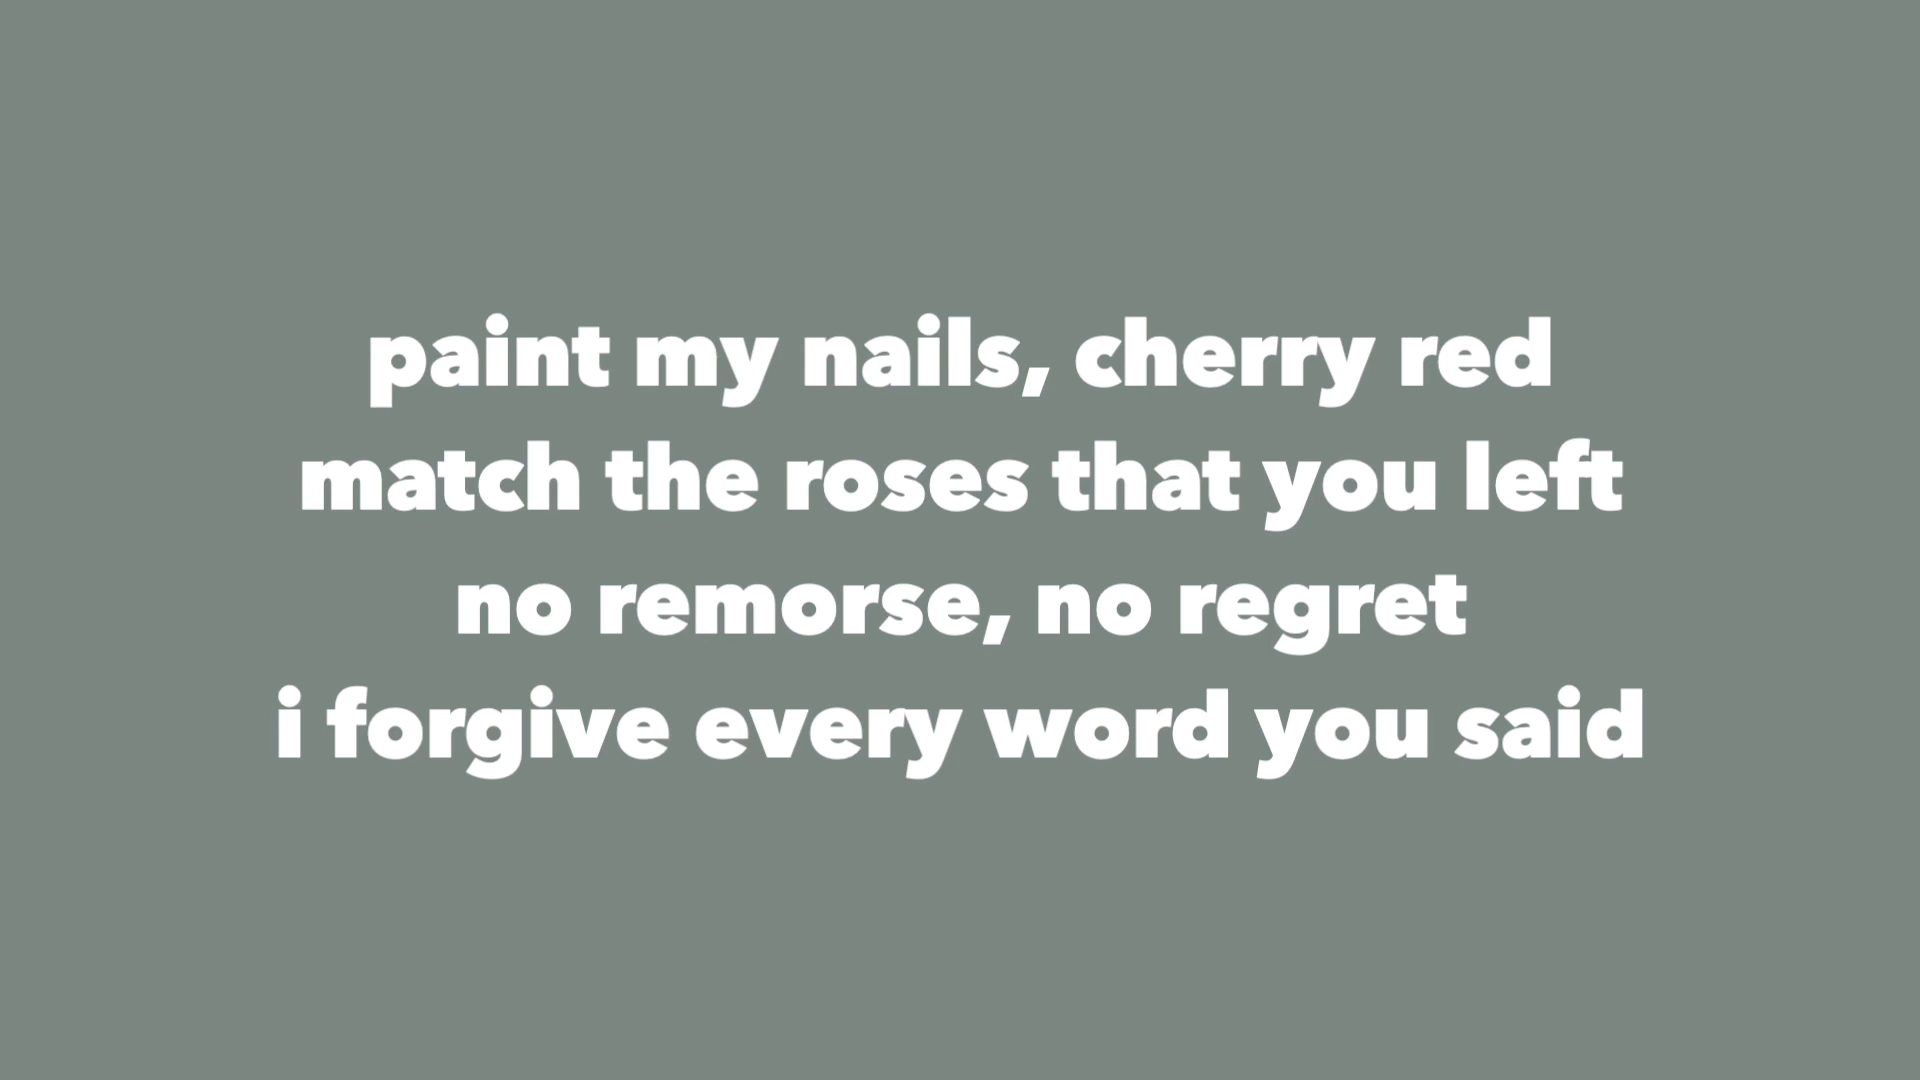 paint my nails, cherry red
match the roses that you left
no remorse, no regret
i forgive every word you said